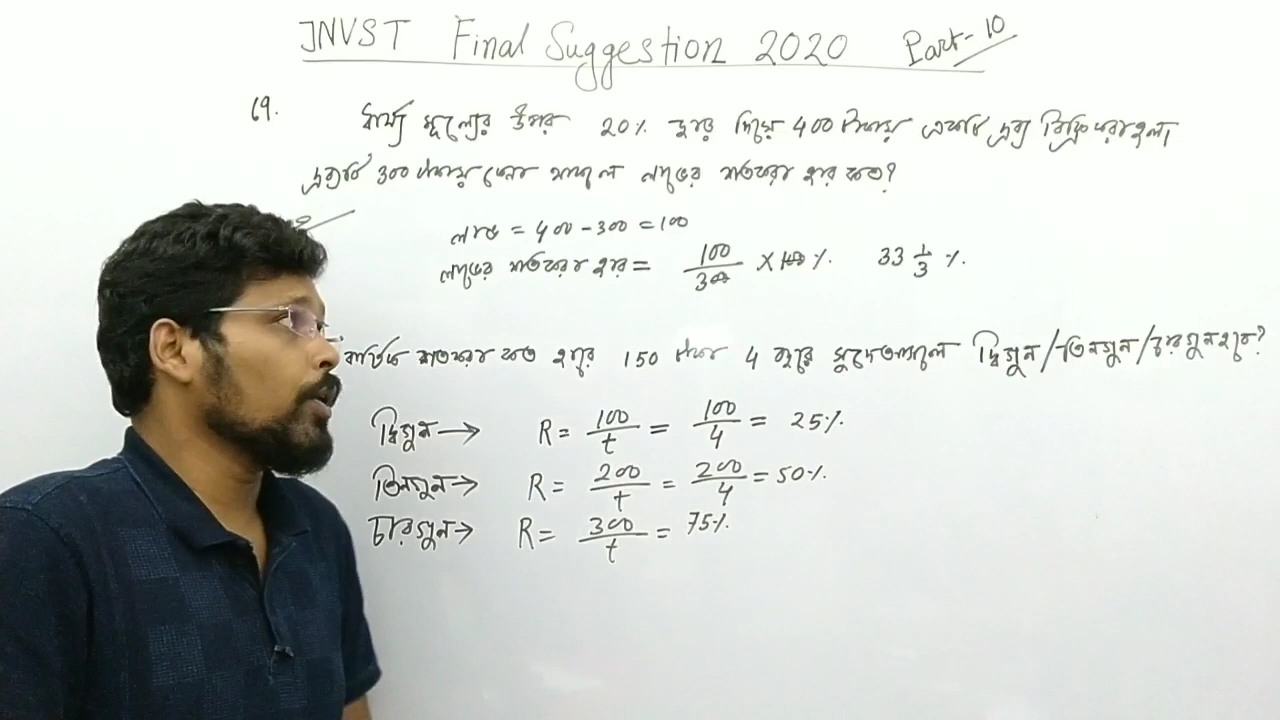 JNVST Final Suggestion 2020 Part-10
69. ধার্য্য মূল্যের উপর 20% ছাড় দিয়ে 400 টাকায় একটি দ্রব্য বিক্রি করা হলো
দ্রব্যটি 300 টাকায় কেনা থাকলে লাভের শতকরা হার কত?
লাভ = 400 - 300 = 100
লাভের শতকরা হার = 100/300 × 100 %. 33 1/3 %.
বার্ষিক শতকরা কত হারে 150 টাকা 4 বছরে সুদেআসলে দ্বিগুন/তিনগুন/চারগুন হবে?
দ্বিগুন → R = 100/t = 100/4 = 25%.
তিনগুন → R = 200/t = 200/4 = 50%.
চারগুন → R = 300/t = 75%.